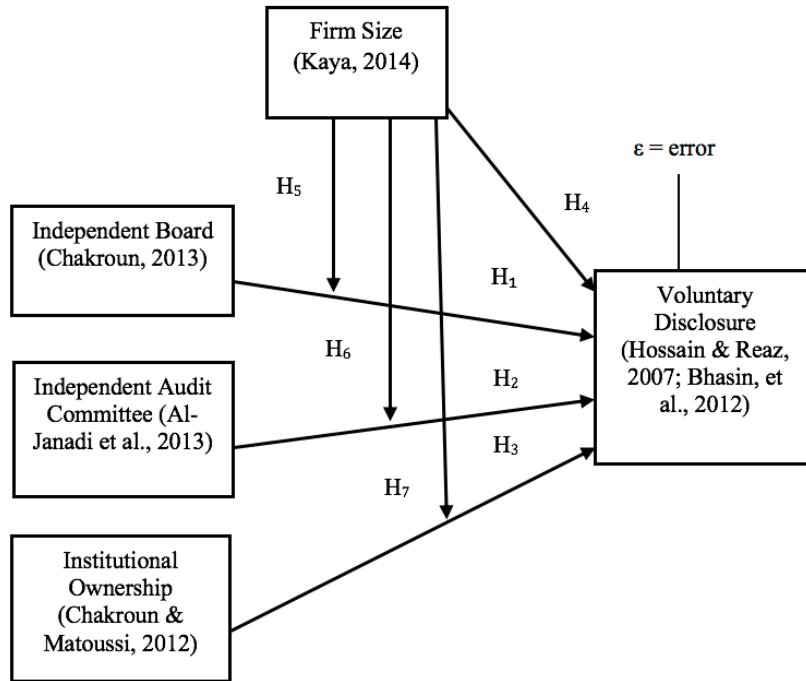 Firm Size
(Kaya, 2014)
ε = error
H₅
H₄
Independent Board
(Chakroun, 2013)
H₁
Voluntary
Disclosure
(Hossain & Reaz,
2007; Bhasin, et
al., 2012)
H₆
Independent Audit
Committee (Al-
Janadi et al., 2013)
H₂
H₃
H₇
Institutional
Ownership
(Chakroun &
Matoussi, 2012)